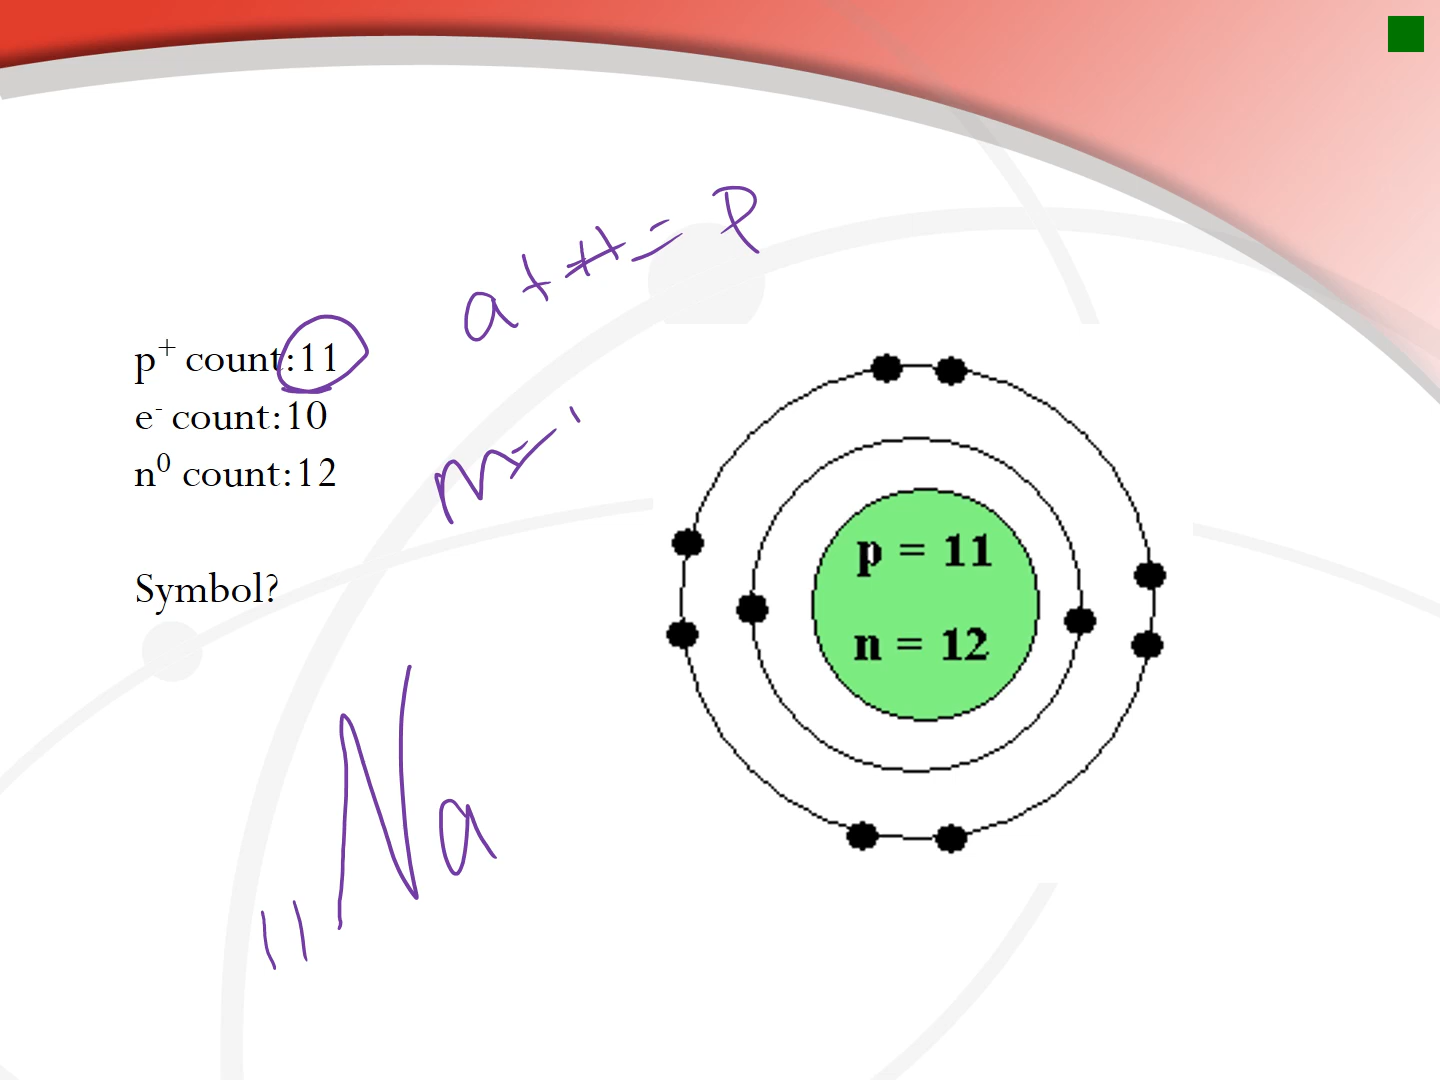 at # = P
p⁺ count:11
e⁻ count:10
m = '
n⁰ count:12
p = 11
n = 12
Symbol?
₁₁Na